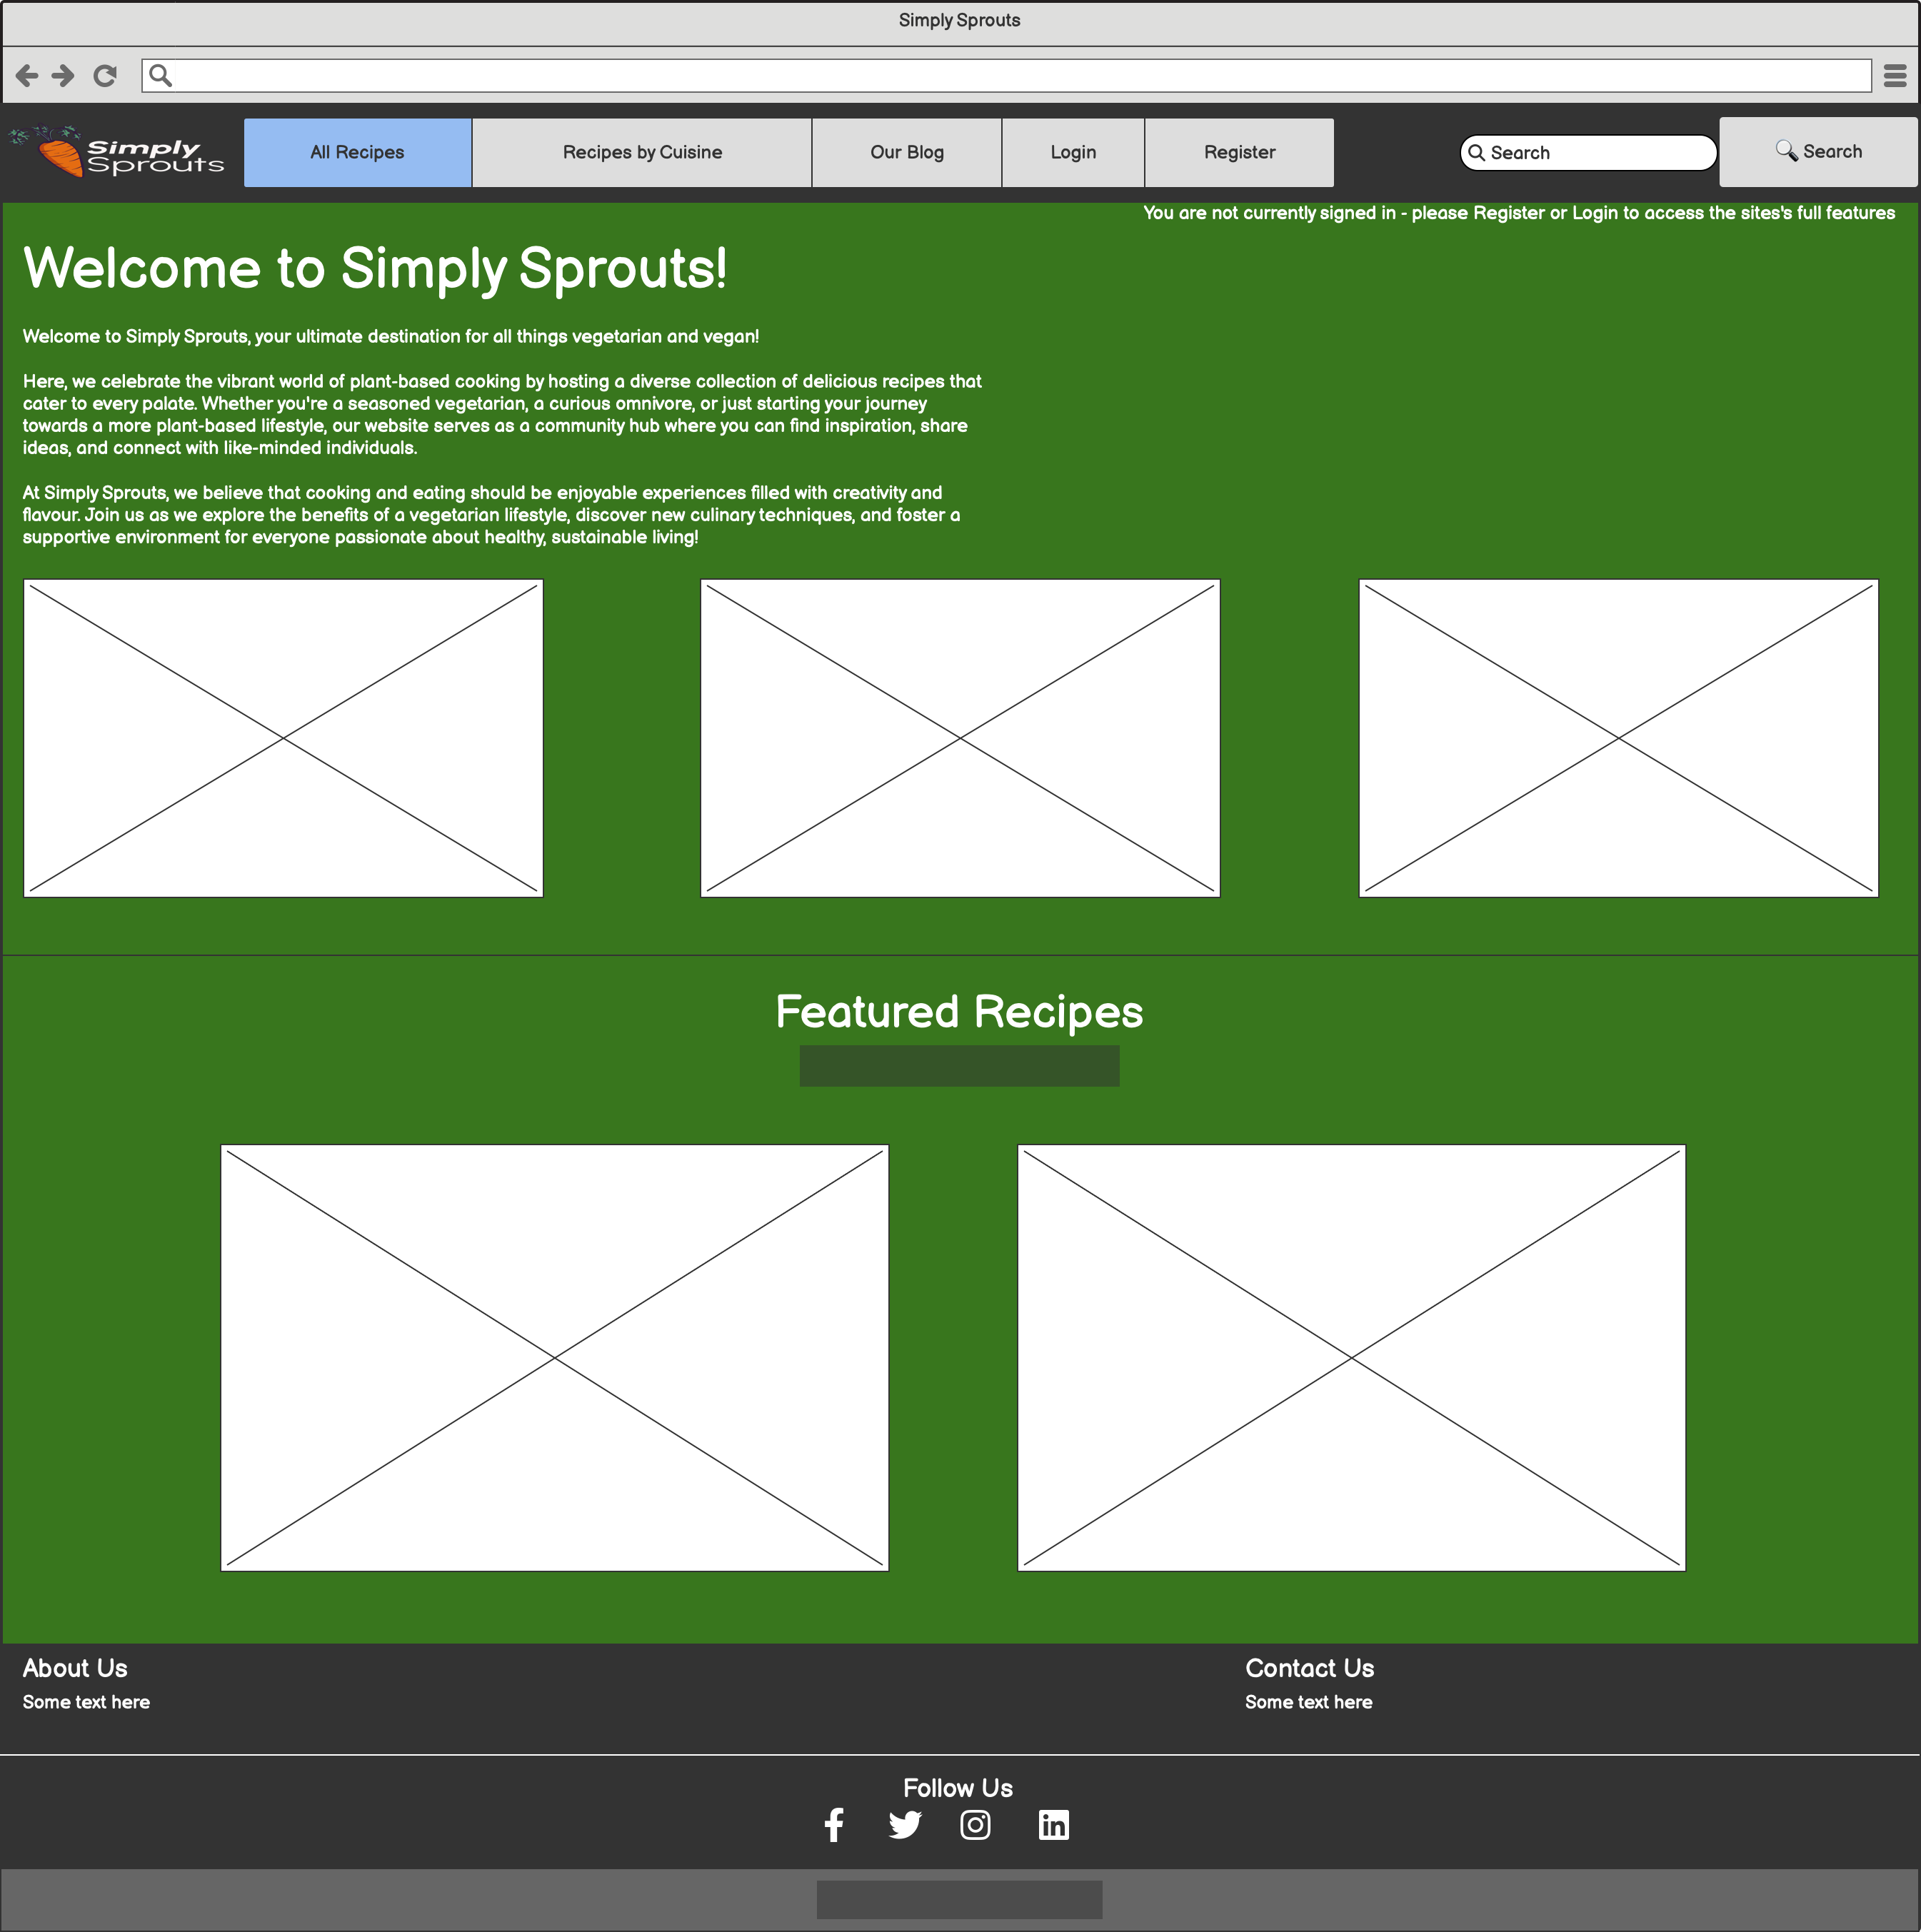 Simply Sprouts
Simply
Sprouts
All Recipes
Recipes by Cuisine
Our Blog
Login
Register
Search
Search
You are not currently signed in - please Register or Login to access the sites's full features
Welcome to Simply Sprouts!
Welcome to Simply Sprouts, your ultimate destination for all things vegetarian and vegan!
Here, we celebrate the vibrant world of plant-based cooking by hosting a diverse collection of delicious recipes that
cater to every palate. Whether you're a seasoned vegetarian, a curious omnivore, or just starting your journey
towards a more plant-based lifestyle, our website serves as a community hub where you can find inspiration, share
ideas, and connect with like-minded individuals.
At Simply Sprouts, we believe that cooking and eating should be enjoyable experiences filled with creativity and
flavour. Join us as we explore the benefits of a vegetarian lifestyle, discover new culinary techniques, and foster a
supportive environment for everyone passionate about healthy, sustainable living!
Featured Recipes
About Us
Some text here
Contact Us
Some text here
Follow Us